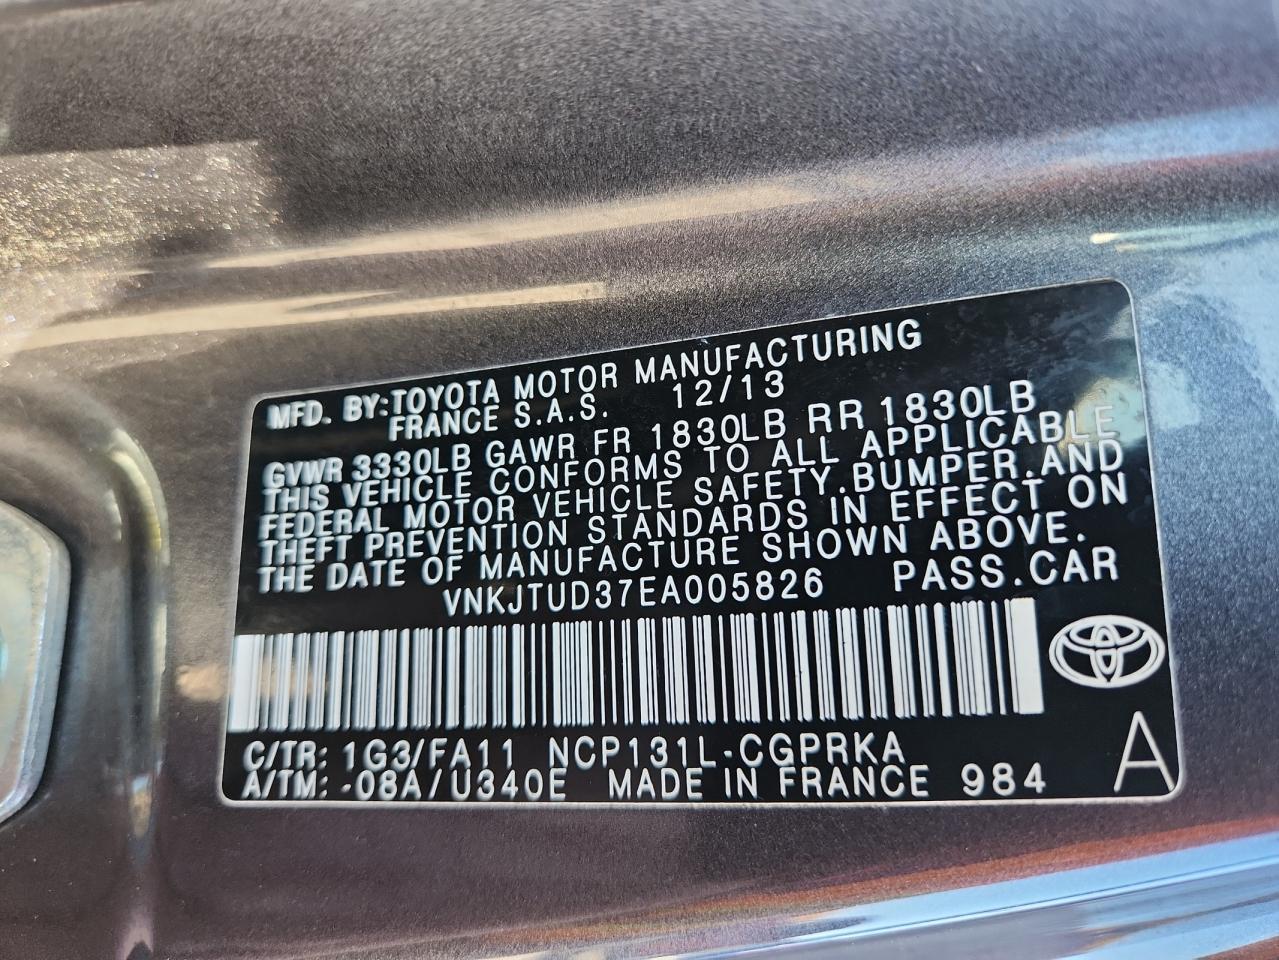 MFD. BY:TOYOTA MOTOR MANUFACTURING
FRANCE S.A.S. 12/13
GVWR 3330LB GAWR FR 1830LB RR 1830LB
THIS VEHICLE CONFORMS TO ALL APPLICABLE
FEDERAL MOTOR VEHICLE SAFETY,BUMPER,AND
THEFT PREVENTION STANDARDS IN EFFECT ON
THE DATE OF MANUFACTURE SHOWN ABOVE.
VNKJTUD37EA005826 PASS.CAR
C/TR: 1G3/FA11 NCP131L-CGPRKA
A/TM: -08A/U340E MADE IN FRANCE 984 A